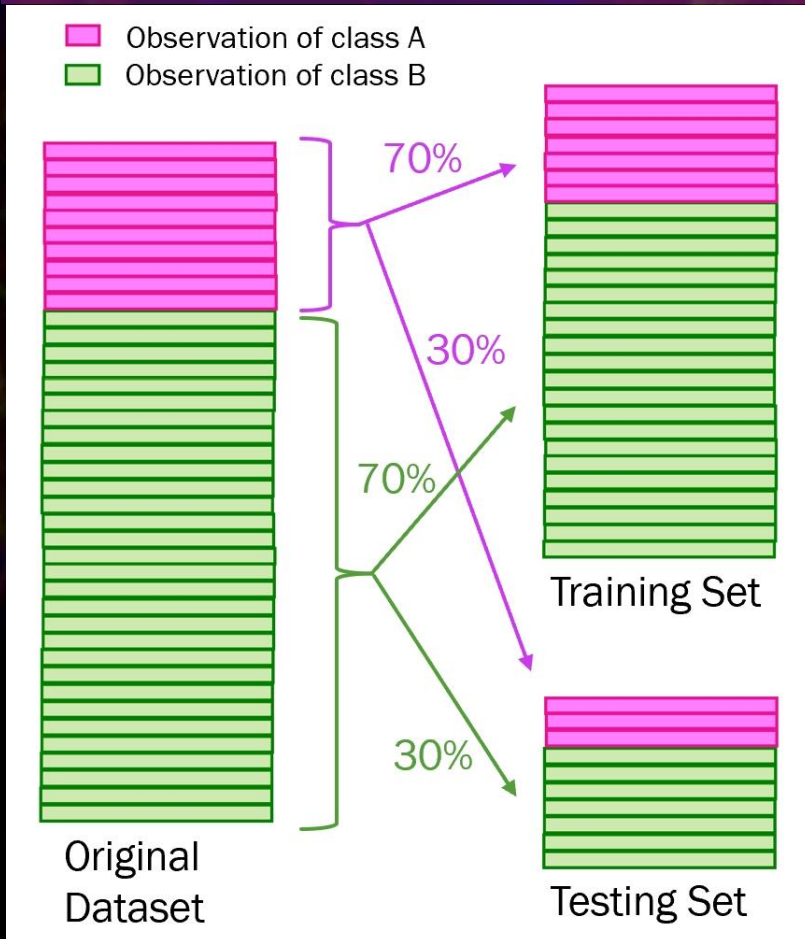 Observation of class A
Observation of class B
70%
30%
70%
30%
Original
Dataset
Training Set
Testing Set